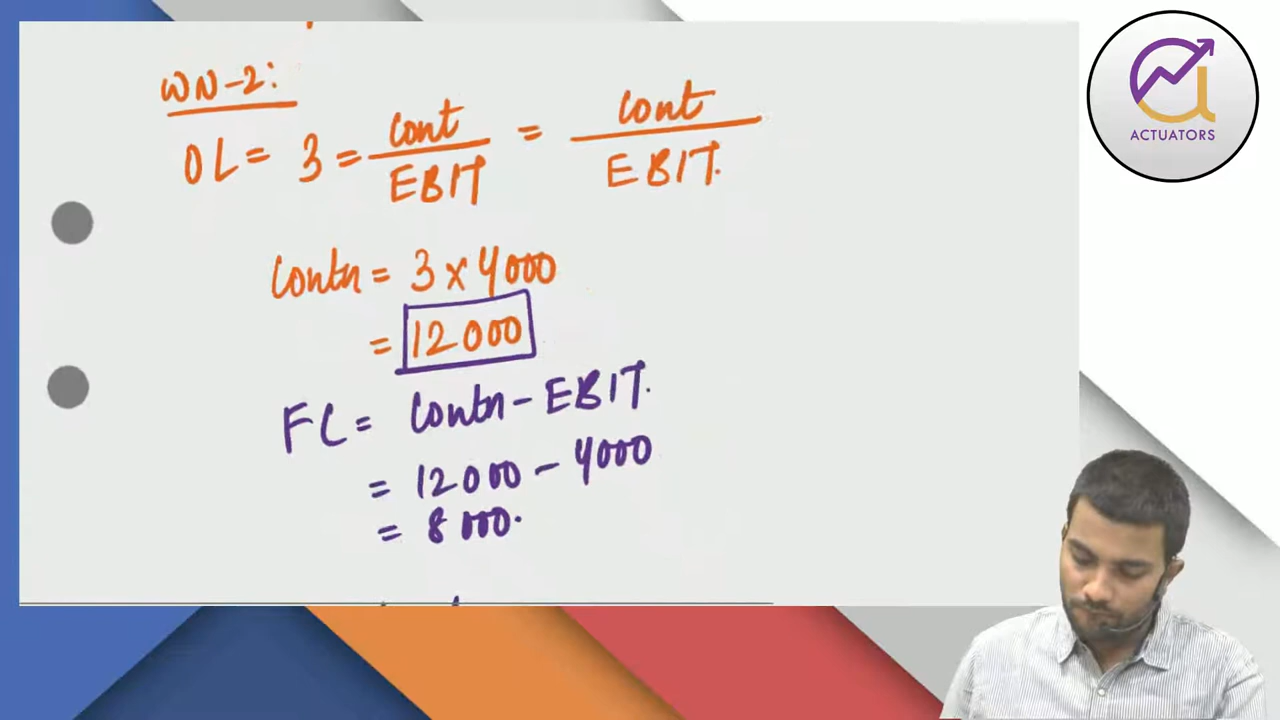 WN-2:
OL = 3 = Cont/EBIT = Cont/EBIT.
Contn = 3 x 4000
= 12000
FC = Contn - EBIT.
= 12000 - 4000
= 8000.
ACTUATORS